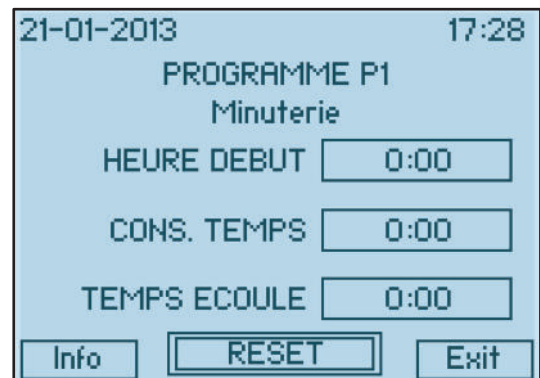 21-01-2013 17:28
PROGRAMME P1
Minuterie
HEURE DEBUT 0:00
CONS. TEMPS 0:00
TEMPS ECOULE 0:00
Info RESET Exit